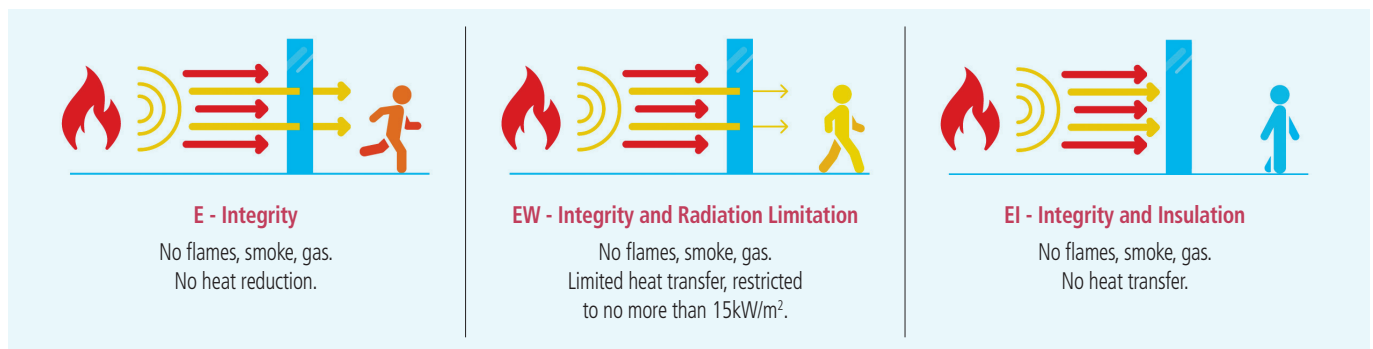 E - Integrity
No flames, smoke, gas.
No heat reduction.
EW - Integrity and Radiation Limitation
No flames, smoke, gas.
Limited heat transfer, restricted
to no more than 15kW/m².
EI - Integrity and Insulation
No flames, smoke, gas.
No heat transfer.